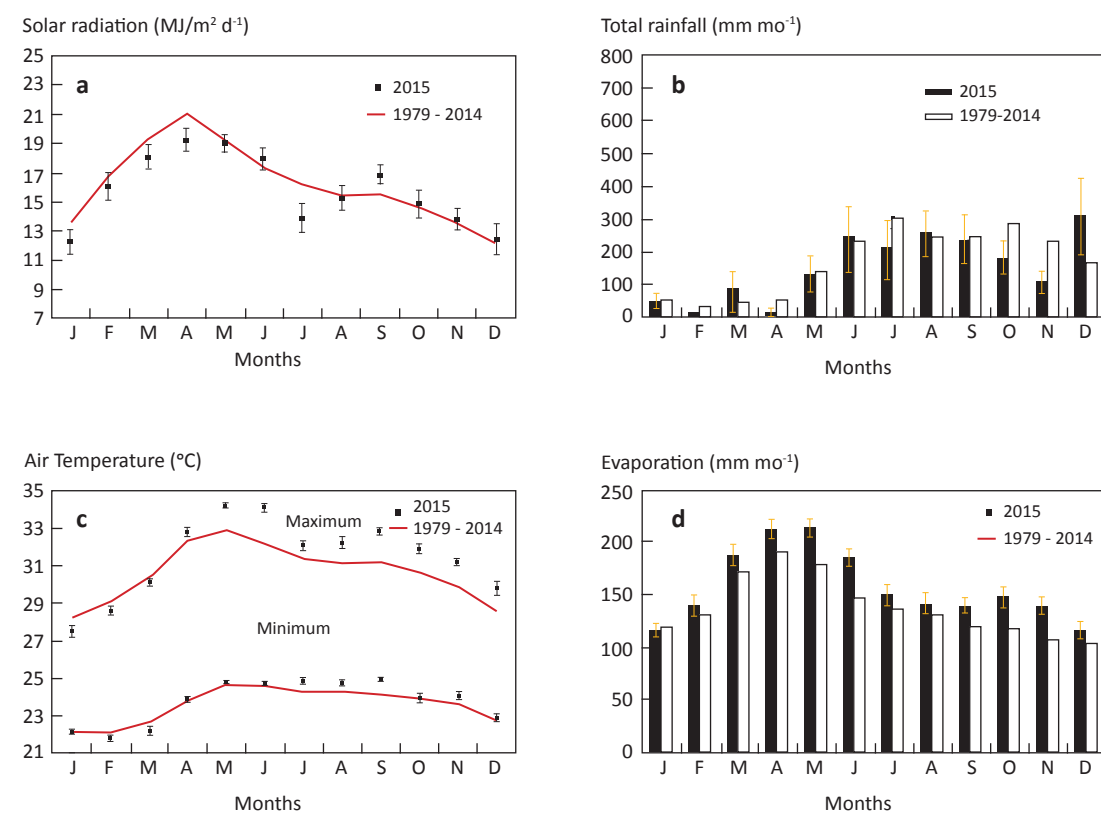 Solar radiation (MJ/m² d⁻¹)
25
23
21
19
17
15
13
11
9
7
a
2015
1979 - 2014
J F M A M J J A S O N D
Months
Total rainfall (mm mo⁻¹)
800
700
600
500
400
300
200
100
0
b
2015
1979-2014
J F M A M J J A S O N D
Months
Air Temperature (°C)
35
33
31
29
27
25
23
21
c
2015
Maximum
1979 - 2014
Minimum
J F M A M J J A S O N D
Months
Evaporation (mm mo⁻¹)
250
200
150
100
50
0
d
2015
1979 - 2014
J F M A M J J A S O N D
Months